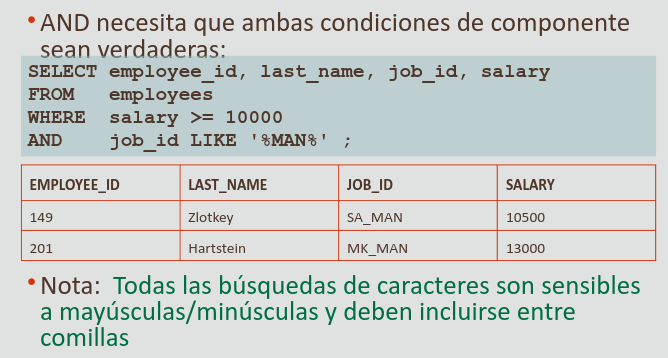 • AND necesita que ambas condiciones de componente
sean verdaderas:
SELECT employee_id, last_name, job_id, salary
FROM employees
WHERE salary >= 10000
AND job_id LIKE '%MAN%' ;
EMPLOYEE_ID LAST_NAME JOB_ID SALARY
149 Zlotkey SA_MAN 10500
201 Hartstein MK_MAN 13000
• Nota: Todas las búsquedas de caracteres son sensibles
a mayúsculas/minúsculas y deben incluirse entre
comillas